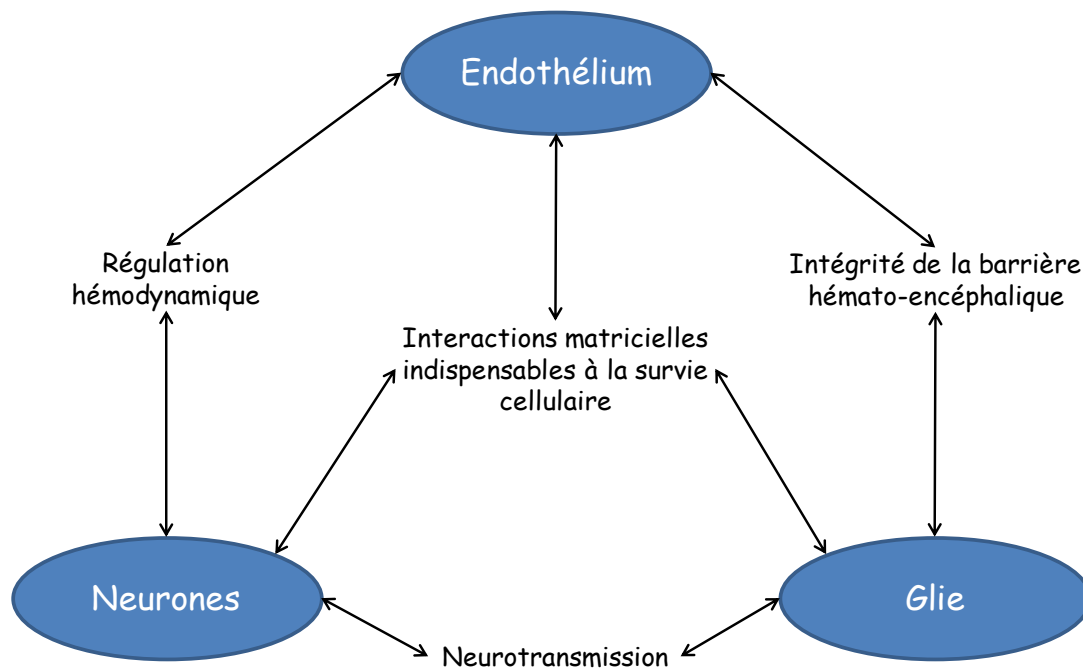 Endothélium
Régulation
hémodynamique
Intégrité de la barrière
hémato-encéphalique
Interactions matricielles
indispensables à la survie
cellulaire
Neurones
Glie
Neurotransmission